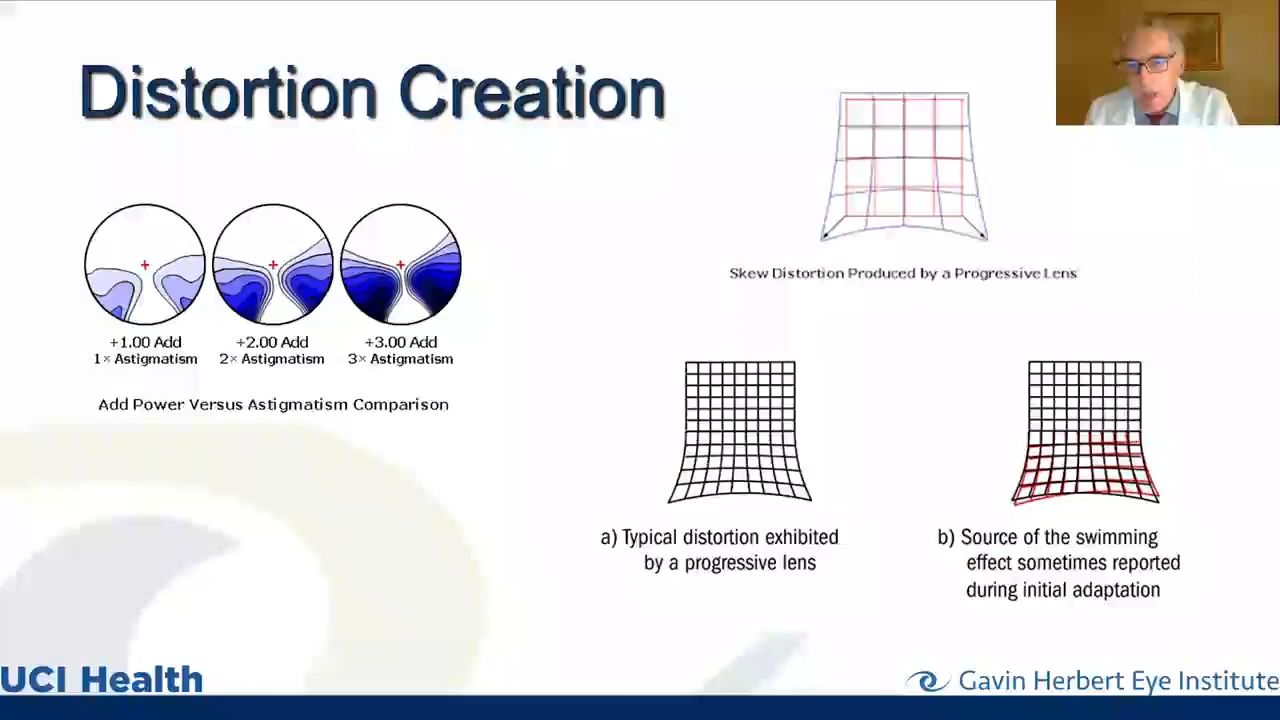 Distortion Creation
+1.00 Add
1× Astigmatism
+2.00 Add
2× Astigmatism
+3.00 Add
3× Astigmatism
Add Power Versus Astigmatism Comparison
Skew Distortion Produced by a Progressive Lens
a) Typical distortion exhibited
by a progressive lens
b) Source of the swimming
effect sometimes reported
during initial adaptation
UCI Health
Gavin Herbert Eye Institute